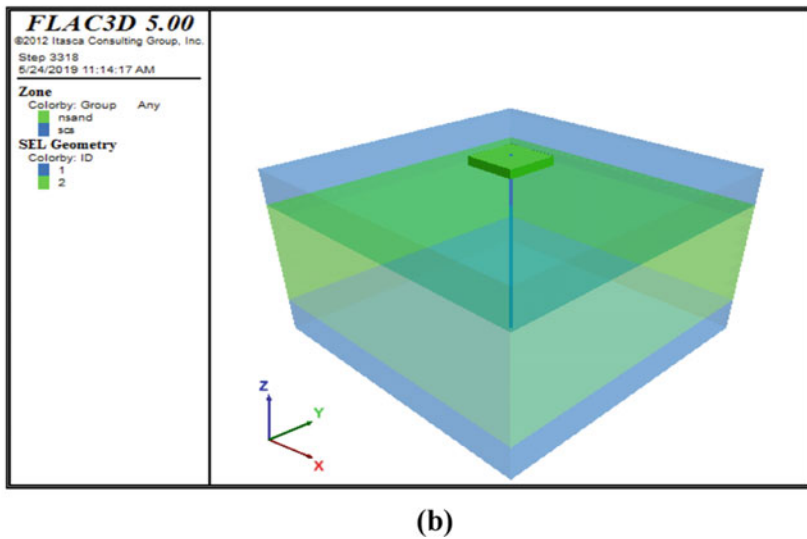 FLAC3D 5.00
©2012 Itasca Consulting Group, Inc.
Step 3318
5/24/2019 11:14:17 AM
Zone
Colorby: Group Any
nsand
scs
SEL Geometry
Colorby: ID
1
2
Z
Y
X
(b)